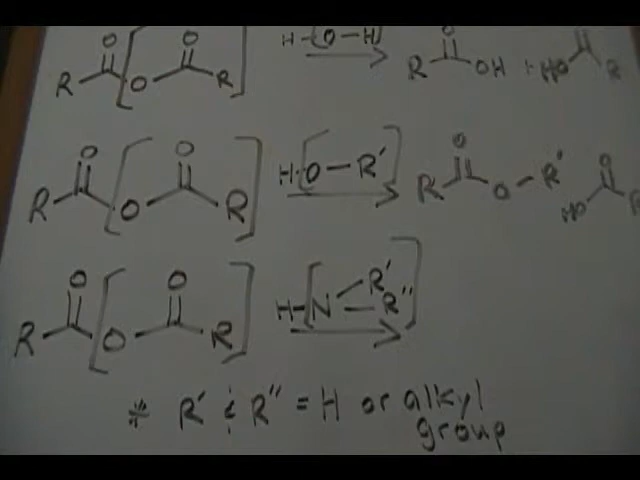 O O H-[O-H] O O
R O R R OH + HO R
O O H-[O-R' O R' O
R O R R O HO R
O O H-[N R'
R O R R"
* R' & R" = H or alkyl
group